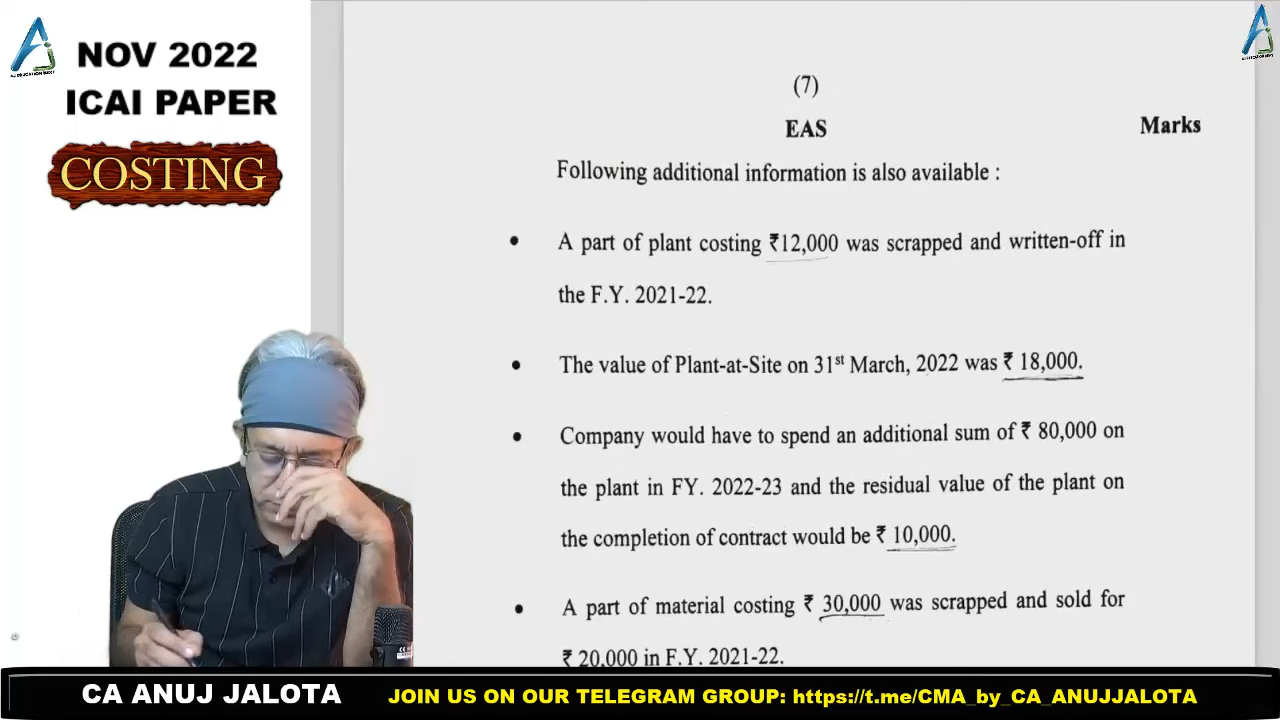 NOV 2022
ICAI PAPER
COSTING
(7)
EAS
Marks
Following additional information is also available :
• A part of plant costing ₹12,000 was scrapped and written-off in
the F.Y. 2021-22.
• The value of Plant-at-Site on 31st March, 2022 was ₹ 18,000.
• Company would have to spend an additional sum of ₹ 80,000 on
the plant in FY. 2022-23 and the residual value of the plant on
the completion of contract would be ₹ 10,000.
• A part of material costing ₹ 30,000 was scrapped and sold for
₹ 20,000 in F.Y. 2021-22.
CA ANUJ JALOTA
JOIN US ON OUR TELEGRAM GROUP: https://t.me/CMA_by_CA_ANUJJALOTA